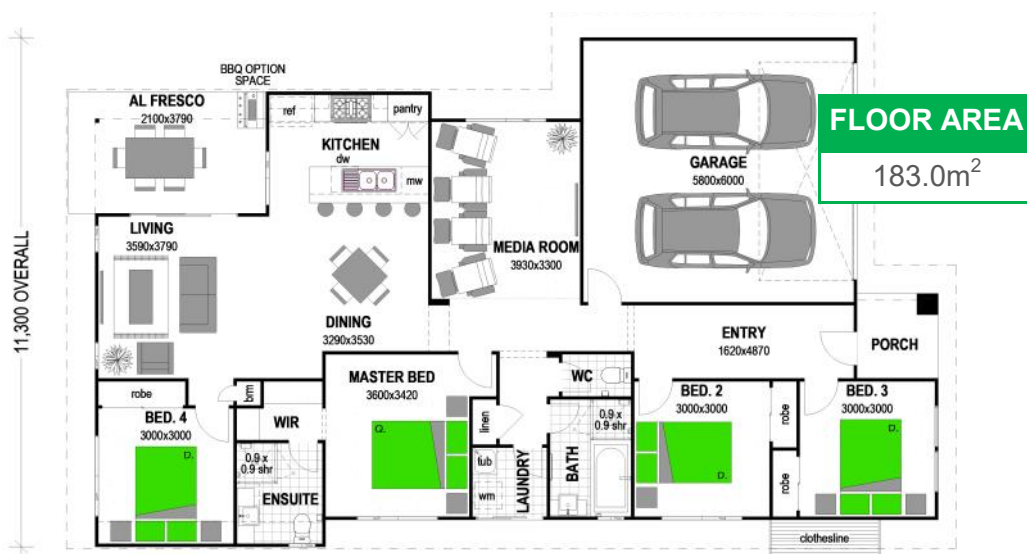 BBQ OPTION
SPACE
AL FRESCO
2100x3790
ref
pantry
KITCHEN
dw
mw
GARAGE
5800x6000
FLOOR AREA
183.0m²
LIVING
3590x3790
MEDIA ROOM
3930x3300
11,300 OVERALL
DINING
3290x3530
ENTRY
1620x4870
PORCH
robe
brm
MASTER BED
3600x3420
WC
BED. 4
3000x3000
WIR
linen
BED. 2
3000x3000
robe
BED. 3
3000x3000
D.
0.9 x
0.9 shr
Q.
tub
wm
LAUNDRY
BATH
0.9 x
0.9 shr
D.
robe
D.
ENSUITE
clothesline